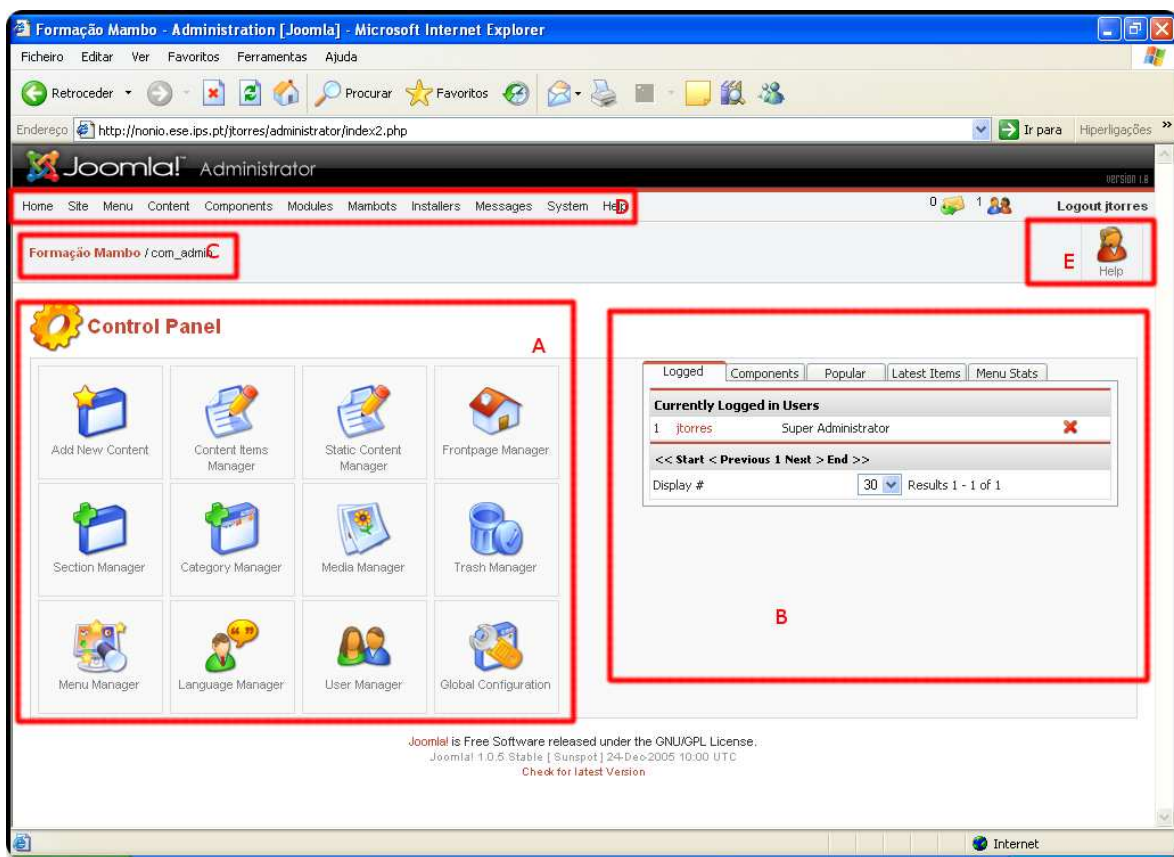 Formação Mambo - Administration [Joomla] - Microsoft Internet Explorer
Ficheiro Editar Ver Favoritos Ferramentas Ajuda
Retroceder Procurar Favoritos
Endereço http://nonio.ese.ips.pt/jtorres/administrator/index2.php Ir para Hiperligações »
Joomla! Administrator
version 1.0
Home Site Menu Content Components Modules Mambots Installers Messages System Help D 0 1 Logout jtorres
Formação Mambo / com_admin C
E
Help
Control Panel
A
Add New Content
Content Items Manager
Static Content Manager
Frontpage Manager
Section Manager
Category Manager
Media Manager
Trash Manager
Menu Manager
Language Manager
User Manager
Global Configuration
Logged Components Popular Latest Items Menu Stats
Currently Logged in Users
1 jtorres Super Administrator
<< Start < Previous 1 Next > End >>
Display # 30 Results 1 - 1 of 1
B
Joomla! is Free Software released under the GNU/GPL License.
Joomla! 1.0.5 Stable [ Sunspot ] 24-Dec-2005 10:00 UTC
Check for latest Version
Internet